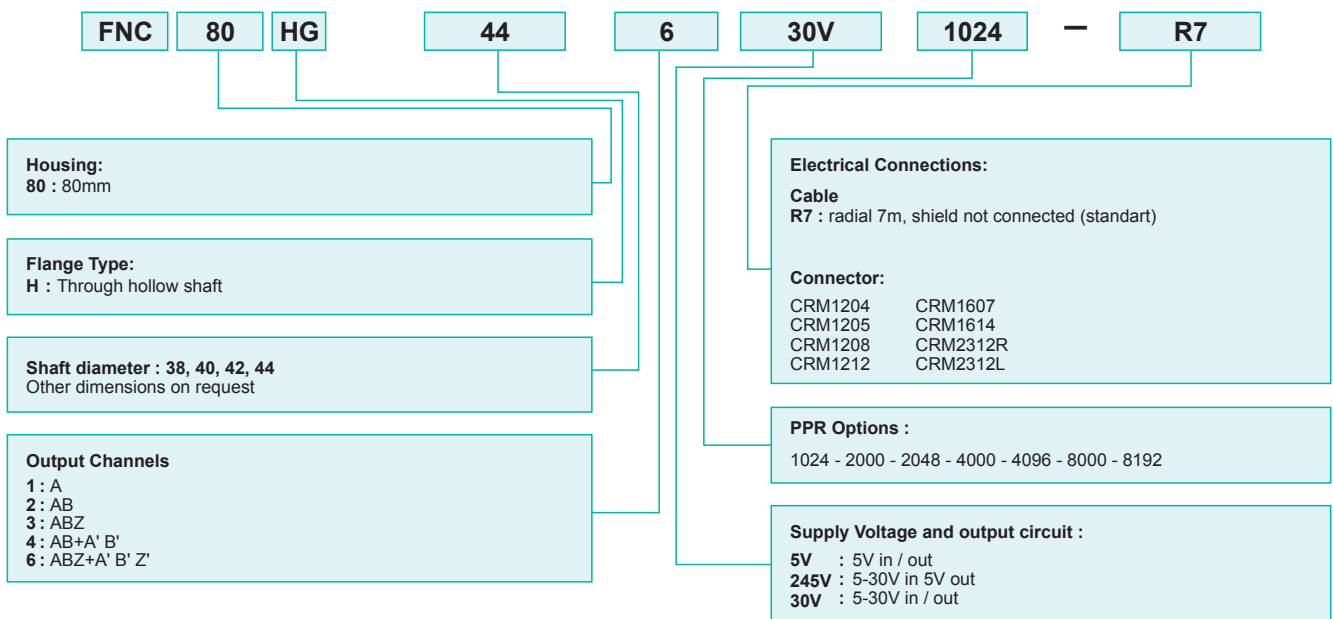 FNC 80 HG 44 6 30V 1024 – R7
Housing:
80 : 80mm
Flange Type:
H : Through hollow shaft
Shaft diameter : 38, 40, 42, 44
Other dimensions on request
Output Channels
1 : A
2 : AB
3 : ABZ
4 : AB+A' B'
6 : ABZ+A' B' Z'
Electrical Connections:
Cable
R7 : radial 7m, shield not connected (standart)
Connector:
CRM1204 CRM1607
CRM1205 CRM1614
CRM1208 CRM2312R
CRM1212 CRM2312L
PPR Options :
1024 - 2000 - 2048 - 4000 - 4096 - 8000 - 8192
Supply Voltage and output circuit :
5V : 5V in / out
245V : 5-30V in 5V out
30V : 5-30V in / out